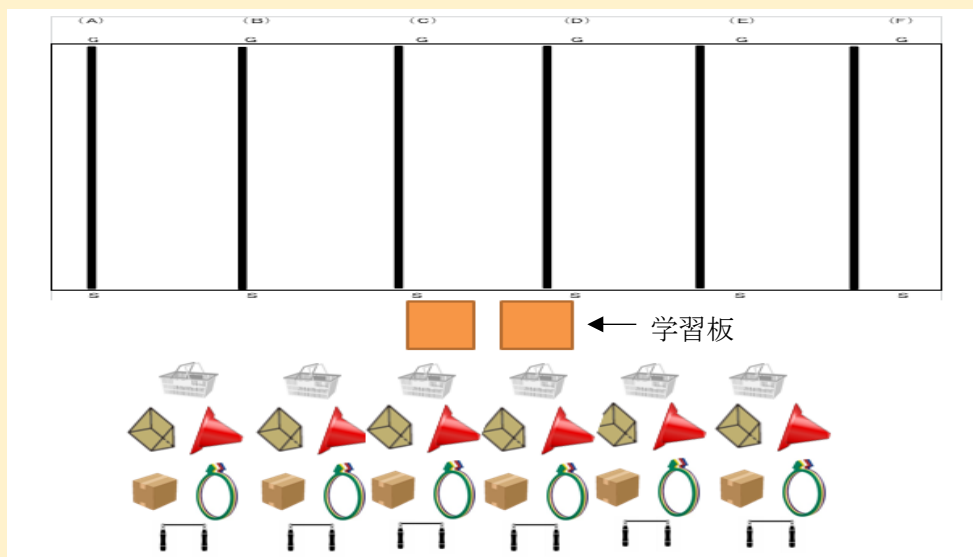 (A) (B) (C) (D) (E) (F)
G G G G G G
S S S S S S
学習板